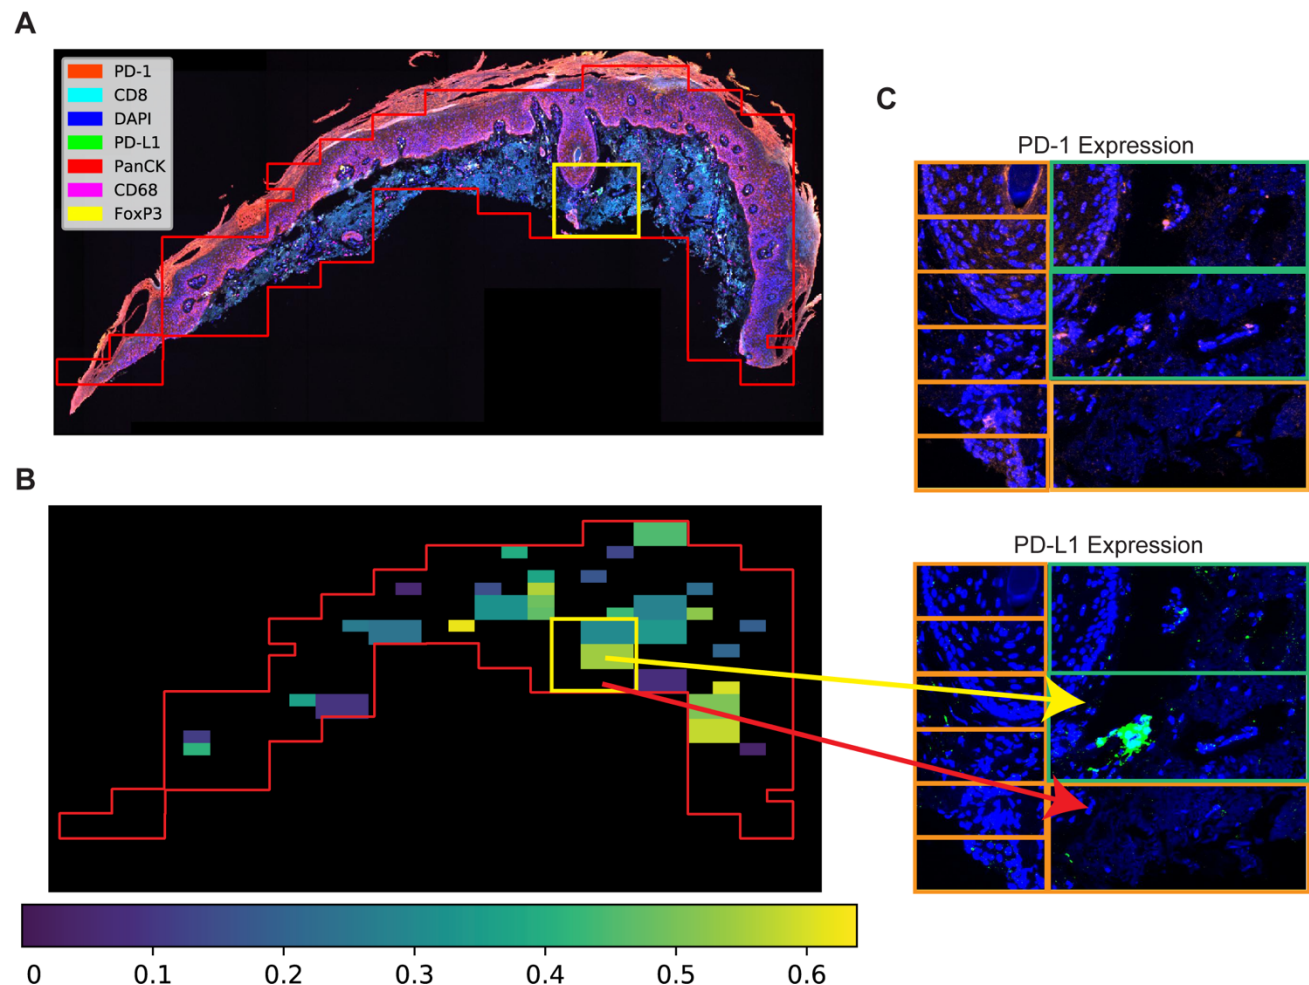 A
PD-1
CD8
DAPI
PD-L1
PanCK
CD68
FoxP3
B
0 0.1 0.2 0.3 0.4 0.5 0.6
C
PD-1 Expression
PD-L1 Expression